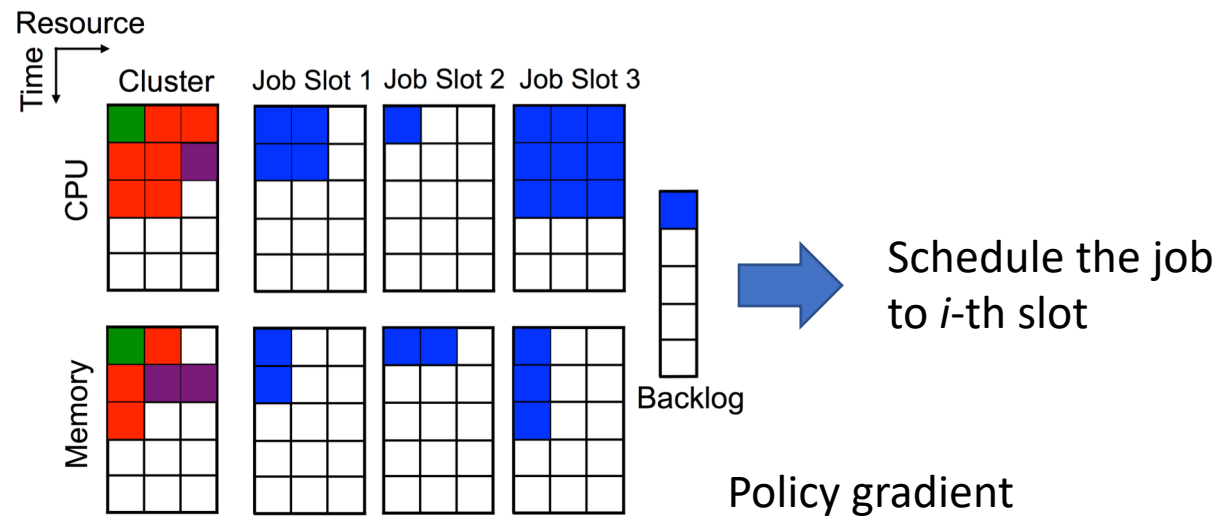 Resource
Time
Cluster
Job Slot 1
Job Slot 2
Job Slot 3
CPU
Memory
Backlog
Schedule the job
to i-th slot
Policy gradient